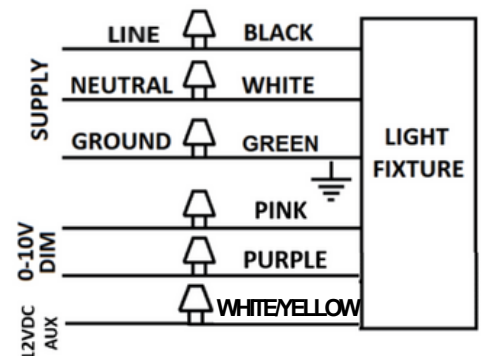 SUPPLY
LINE BLACK
NEUTRAL WHITE
GROUND GREEN
LIGHT
FIXTURE
0-10V
DIM
PINK
PURPLE
12VDC
AUX
WHITE/YELLOW